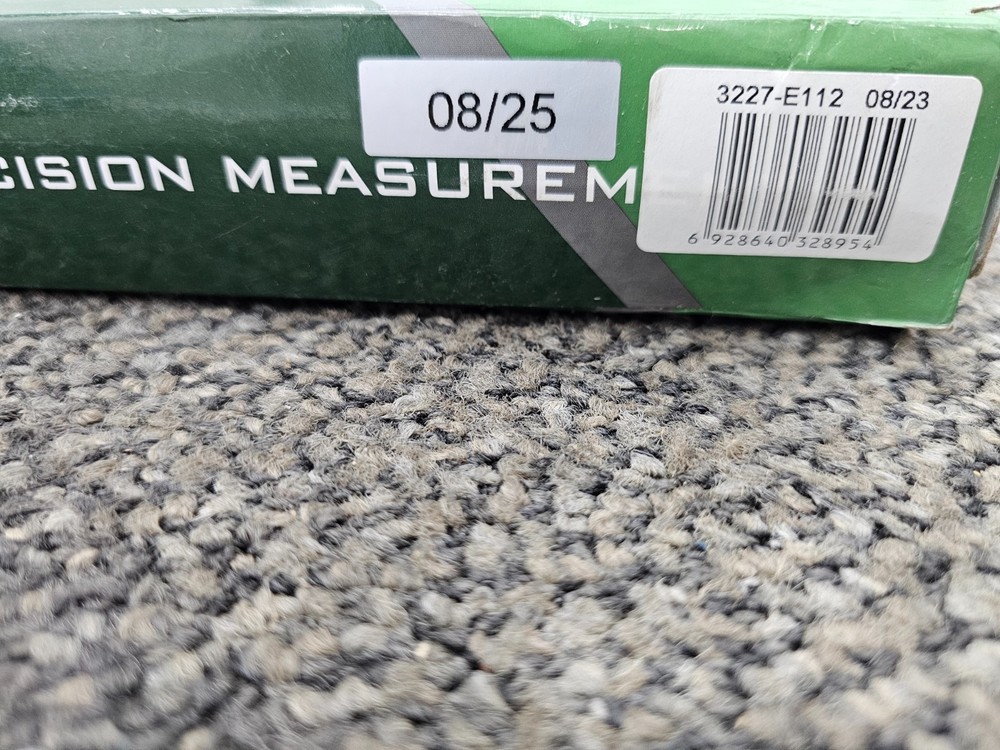 08/25
CISION MEASUREM
3227-E112 08/23
6 928640 328954